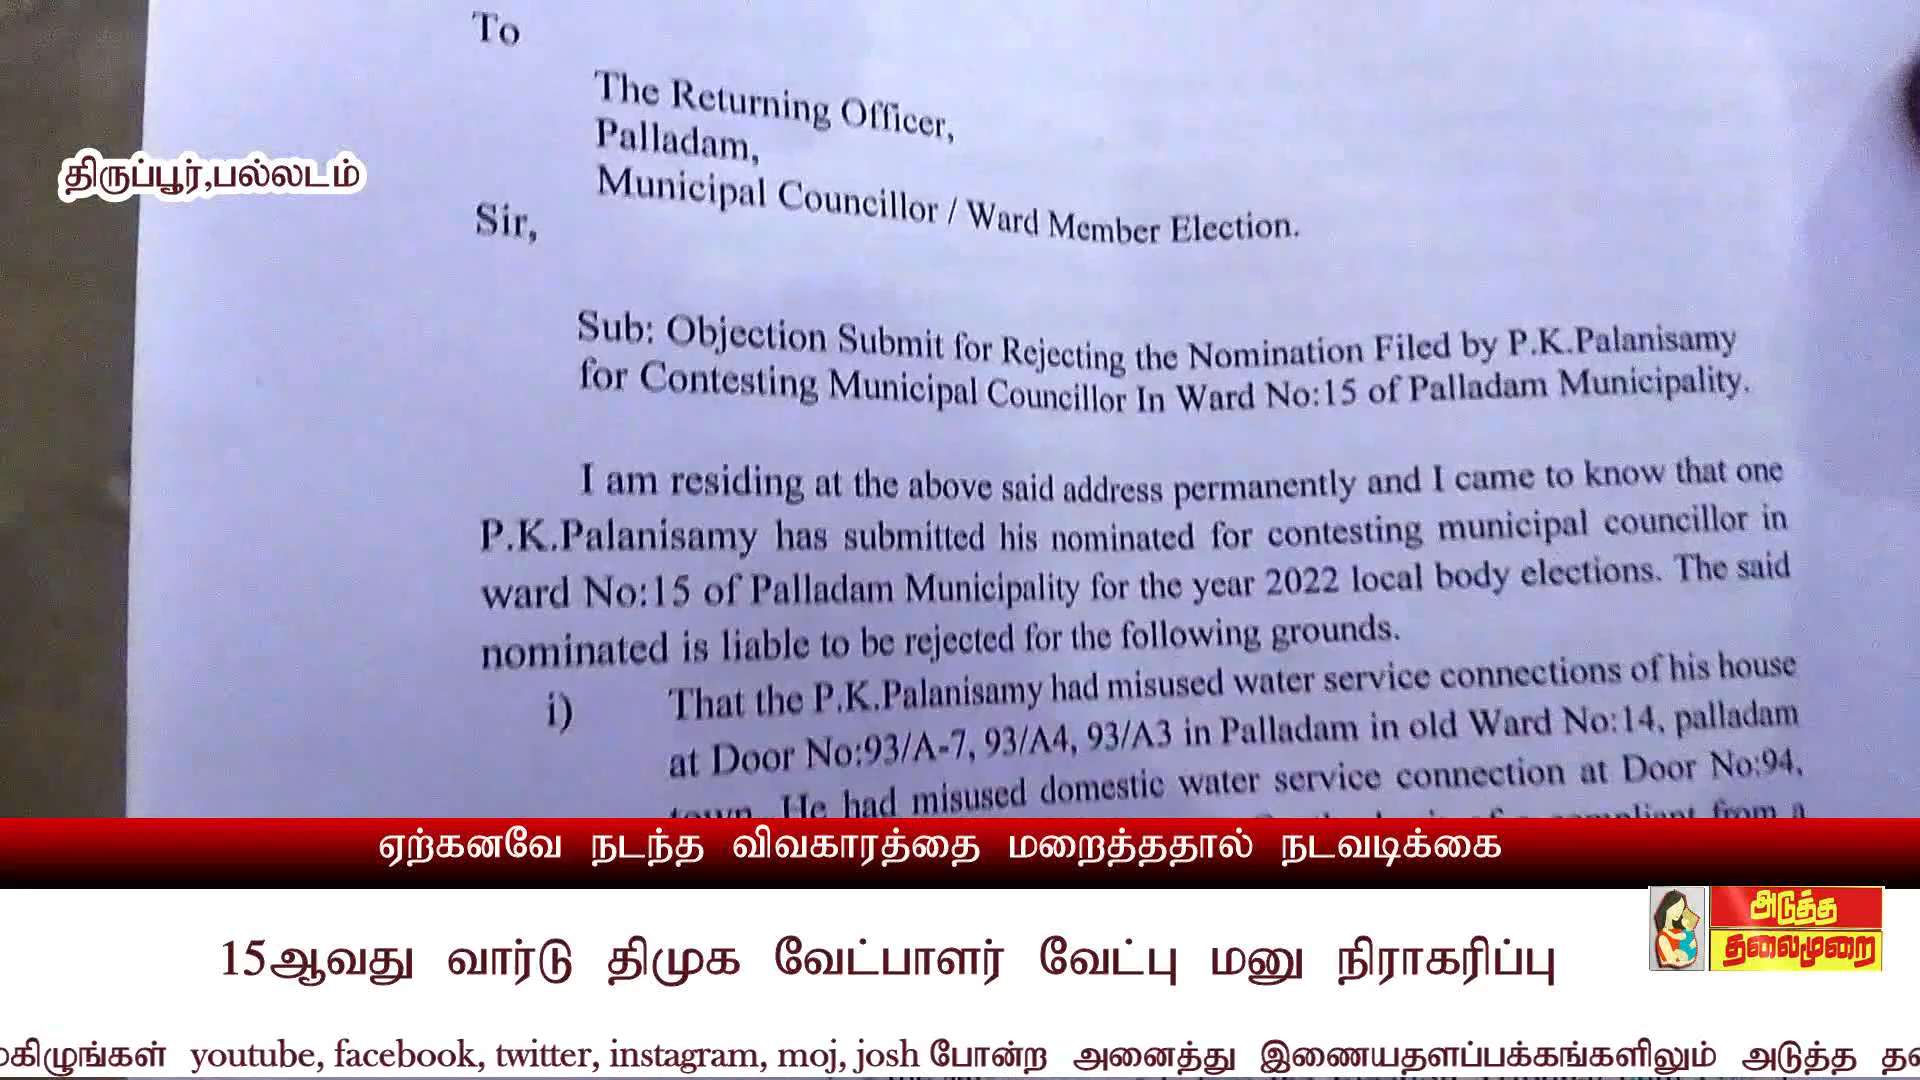 To
The Returning Officer,
Palladam,
Municipal Councillor / Ward Member Election.
திருப்பூர்,பல்லடம்
Sir,
Sub: Objection Submit for Rejecting the Nomination Filed by P.K.Palanisamy
for Contesting Municipal Councillor In Ward No:15 of Palladam Municipality.
I am residing at the above said address permanently and I came to know that one
P.K.Palanisamy has submitted his nominated for contesting municipal councillor in
ward No:15 of Palladam Municipality for the year 2022 local body elections. The said
nominated is liable to be rejected for the following grounds.
i) That the P.K.Palanisamy had misused water service connections of his house
at Door No:93/A-7, 93/A4, 93/A3 in Palladam in old Ward No:14, palladam
town. He had misused domestic water service connection at Door No:94,
ஏற்கனவே நடந்த விவகாரத்தை மறைத்ததால் நடவடிக்கை
அடுத்த
தலைமுறை
15ஆவது வார்டு திமுக வேட்பாளர் வேட்பு மனு நிராகரிப்பு
youtube, facebook, twitter, instagram, moj, josh போன்ற அனைத்து இணையதளப்பக்கங்களிலும் அடுத்த